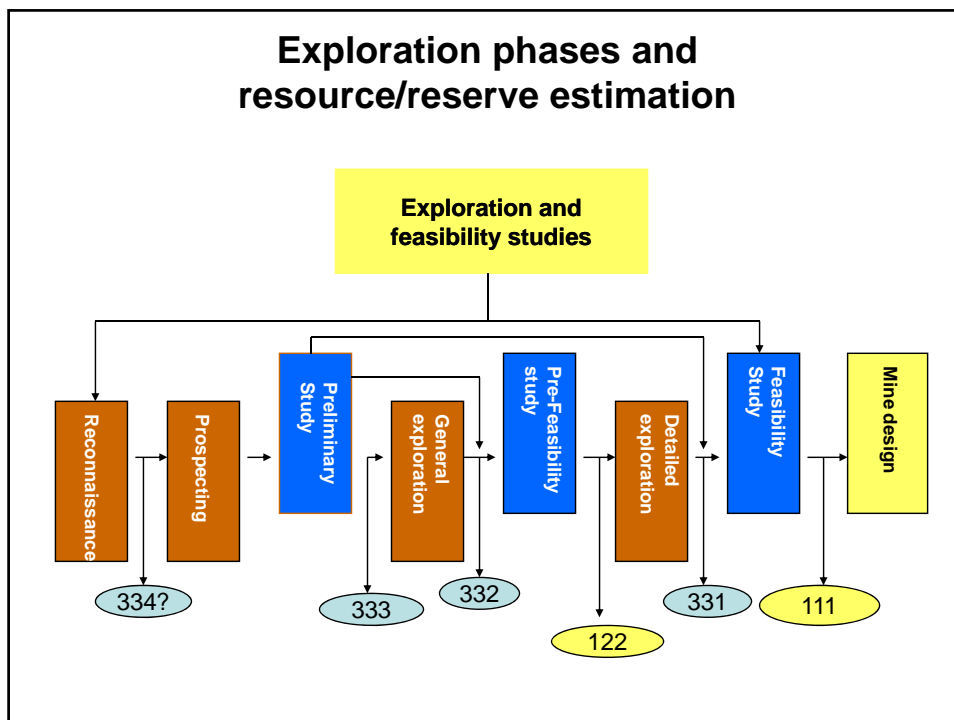 Exploration phases and
resource/reserve estimation
Exploration and
feasibility studies
Reconnaissance
Prospecting
Preliminary
Study
General
exploration
Pre-Feasibility
study
Detailed
exploration
Feasibility
Study
Mine design
334?
333
332
122
331
111